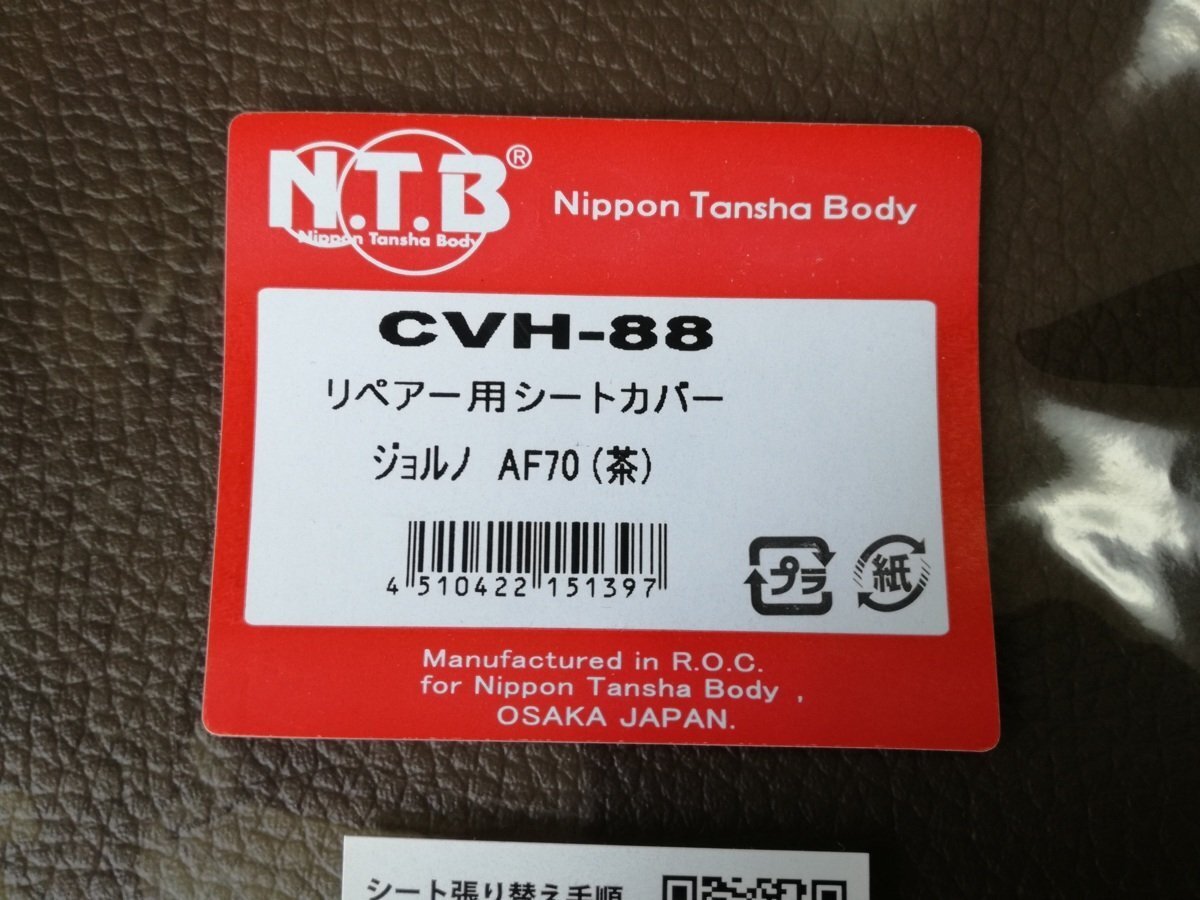 N.T.B®
Nippon Tansha Body
Nippon Tansha Body
CVH-88
リペアー用シートカバー
ジョルノ AF70(茶)
4 510422 151397
プラ
紙
Manufactured in R.O.C.
for Nippon Tansha Body ,
OSAKA JAPAN.
シート張り替え手順